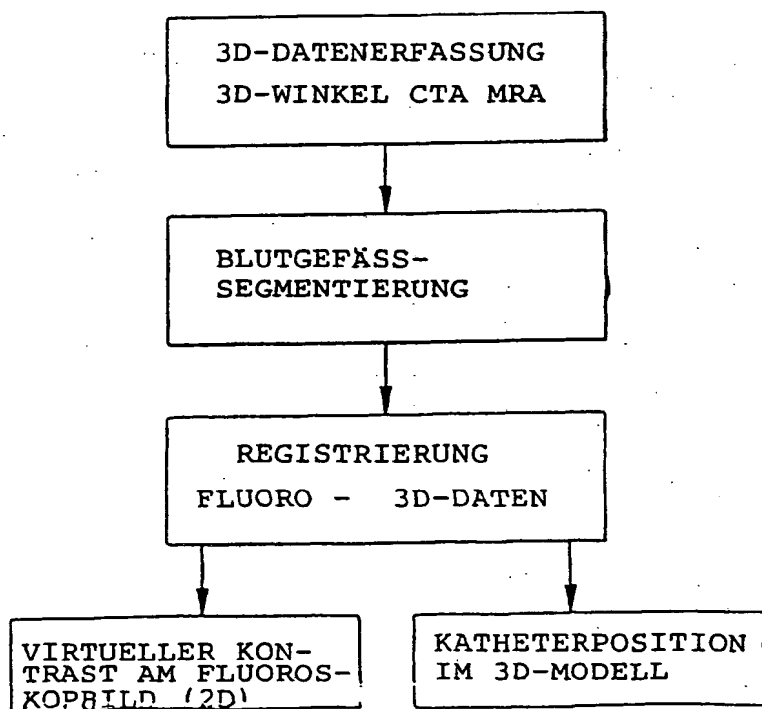 3D-DATENERFASSUNG
3D-WINKEL CTA MRA
BLUTGEFÄSS-
SEGMENTIERUNG
REGISTRIERUNG
FLUORO - 3D-DATEN
VIRTUELLER KON-
TRAST AM FLUOROS-
KOPBILD (2D)
KATHETERPOSITION
IM 3D-MODELL